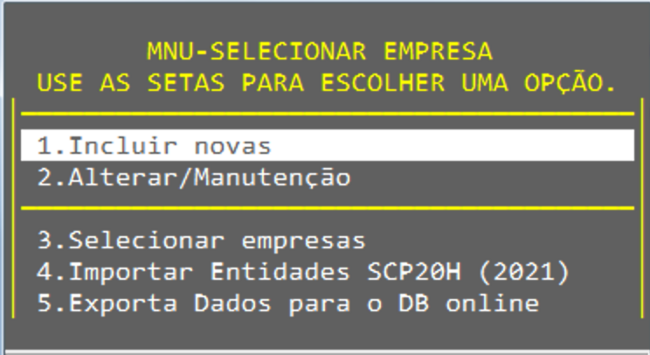 MNU-SELECIONAR EMPRESA
USE AS SETAS PARA ESCOLHER UMA OPÇÃO.
1.Incluir novas
2.Alterar/Manutenção
3.Selecionar empresas
4.Importar Entidades SCP20H (2021)
5.Exporta Dados para o DB online